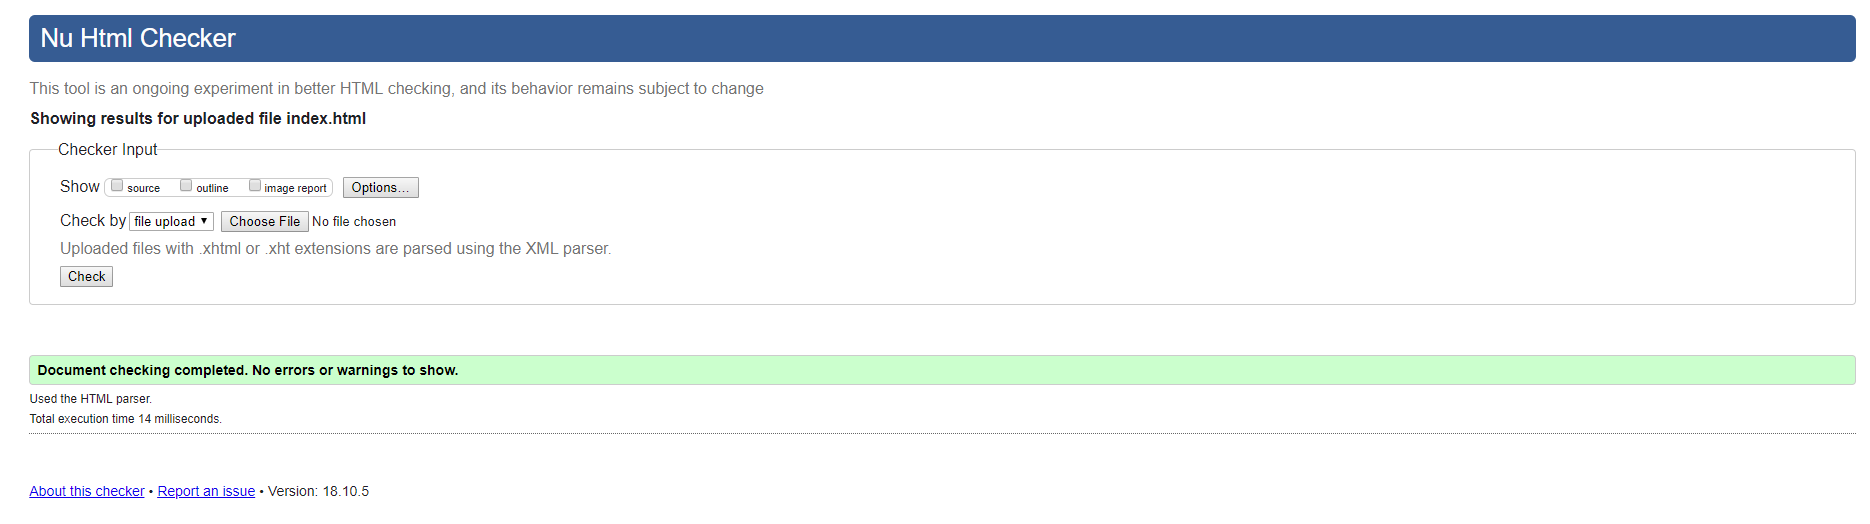 Nu Html Checker
This tool is an ongoing experiment in better HTML checking, and its behavior remains subject to change
Showing results for uploaded file index.html
Checker Input
Show source outline image report Options...
Check by file upload Choose File No file chosen
Uploaded files with .xhtml or .xht extensions are parsed using the XML parser.
Check
Document checking completed. No errors or warnings to show.
Used the HTML parser.
Total execution time 14 milliseconds.
About this checker • Report an issue • Version: 18.10.5